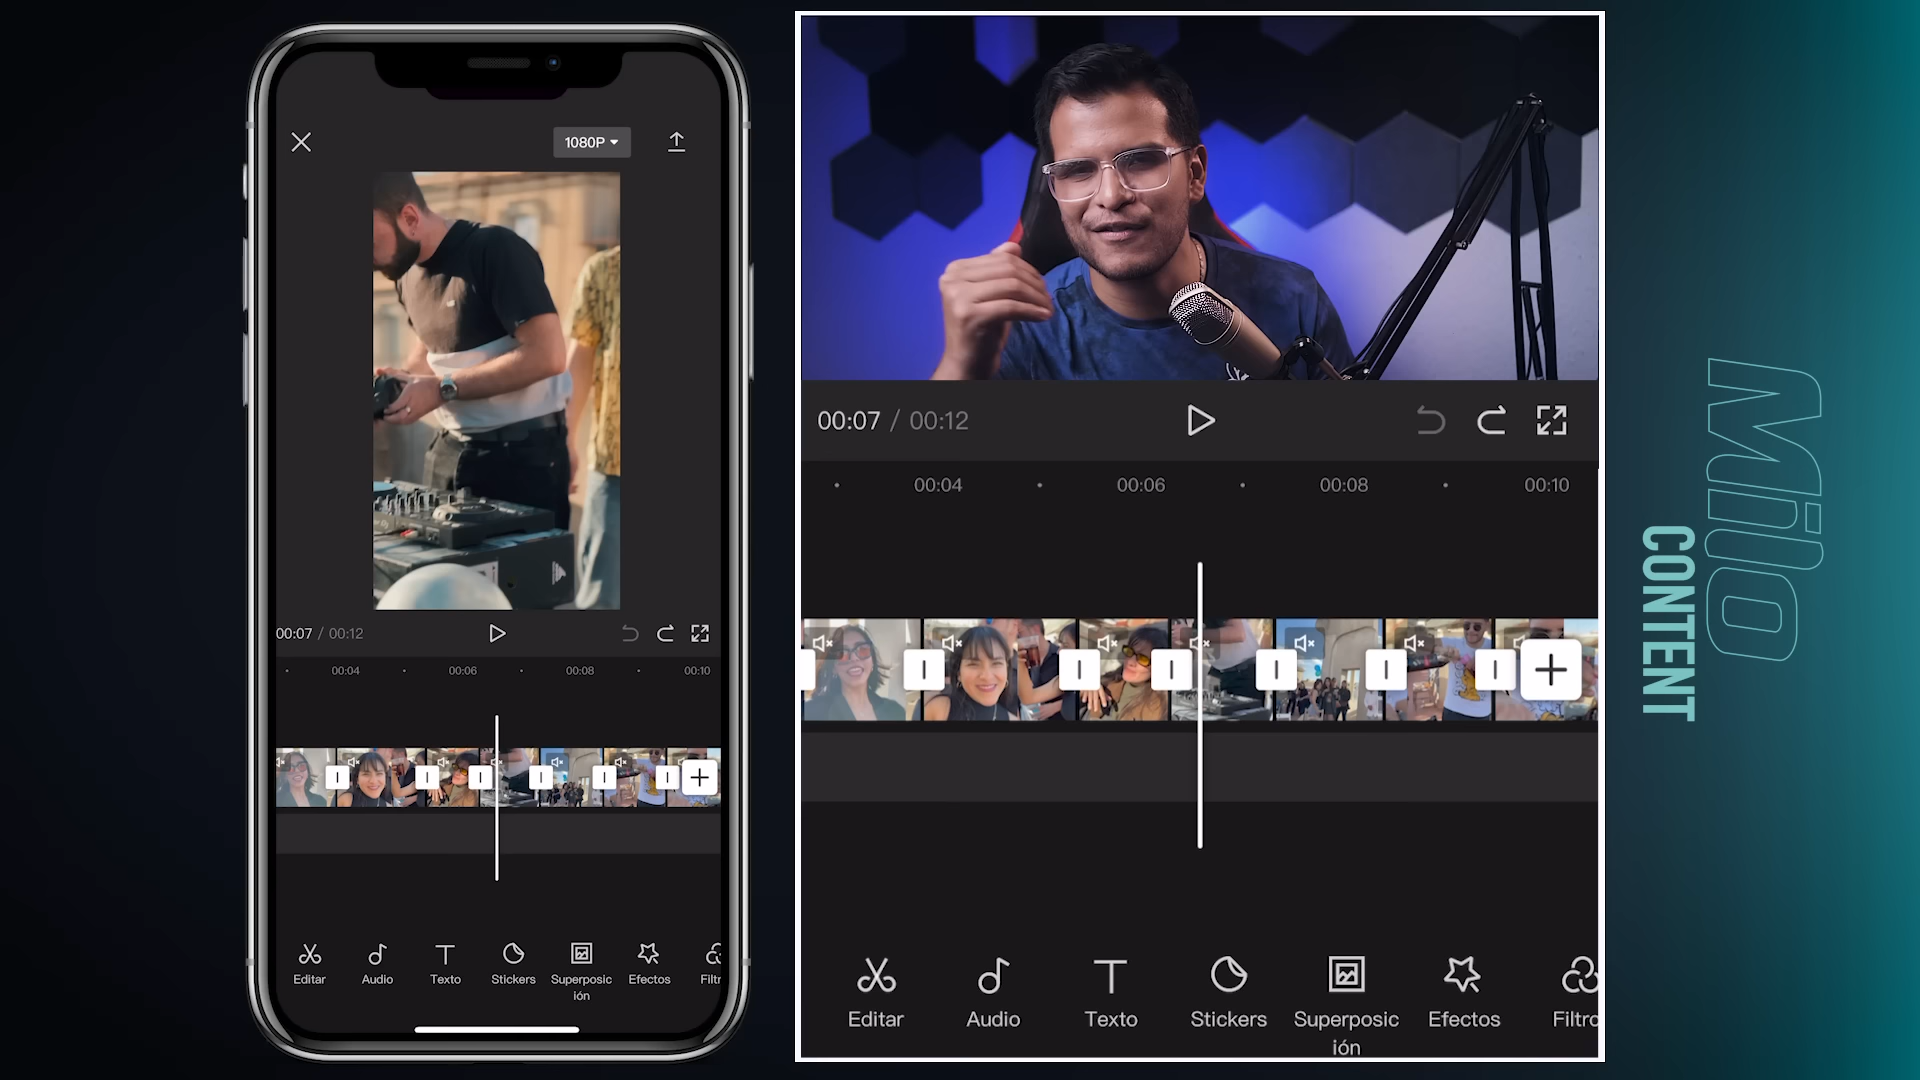 1080P
00:07 / 00:12
00:04 00:06 00:08 00:10
Editar Audio Texto Stickers Superposic
ión Efectos Filtr
00:07 / 00:12
00:04 00:06 00:08 00:10
Editar Audio Texto Stickers Superposic
ión Efectos Filtro
Milo
CONTENT